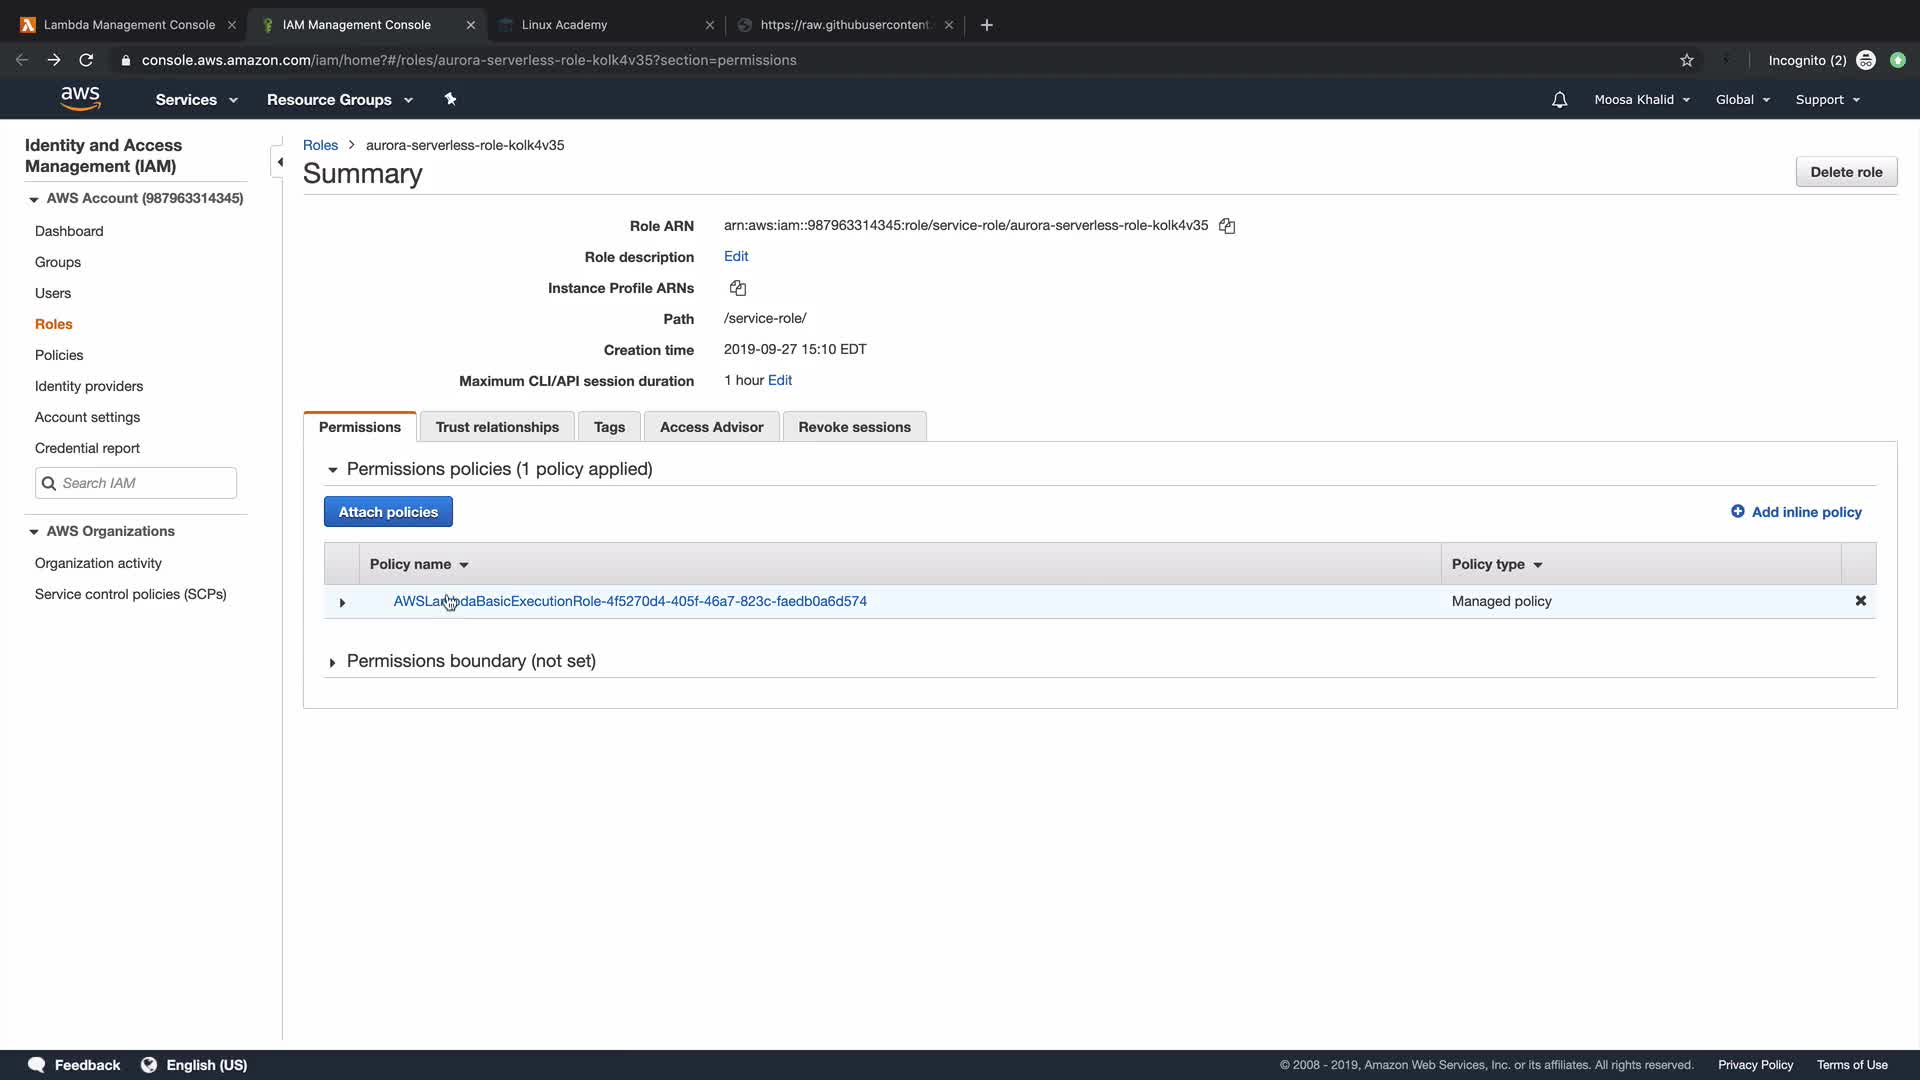 Lambda Management Console
IAM Management Console
Linux Academy
https://raw.githubusercontent.
console.aws.amazon.com/iam/home?#/roles/aurora-serverless-role-kolk4v35?section=permissions
Incognito (2)
aws
Services
Resource Groups
Moosa Khalid
Global
Support
Identity and Access
Management (IAM)
AWS Account (987963314345)
Dashboard
Groups
Users
Roles
Policies
Identity providers
Account settings
Credential report
Search IAM
AWS Organizations
Organization activity
Service control policies (SCPs)
Roles > aurora-serverless-role-kolk4v35
Summary
Delete role
Role ARN arn:aws:iam::987963314345:role/service-role/aurora-serverless-role-kolk4v35
Role description Edit
Instance Profile ARNs
Path /service-role/
Creation time 2019-09-27 15:10 EDT
Maximum CLI/API session duration 1 hour Edit
Permissions
Trust relationships
Tags
Access Advisor
Revoke sessions
Permissions policies (1 policy applied)
Attach policies
Add inline policy
Policy name
Policy type
AWSLambdaBasicExecutionRole-4f5270d4-405f-46a7-823c-faedb0a6d574
Managed policy
Permissions boundary (not set)
Feedback
English (US)
© 2008 - 2019, Amazon Web Services, Inc. or its affiliates. All rights reserved.
Privacy Policy
Terms of Use